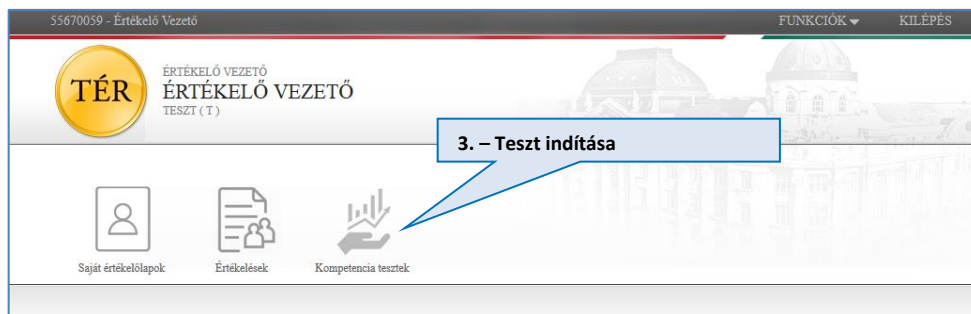 55670059 - Értékelő Vezető
FUNKCIÓK
KILÉPÉS
TÉR
ÉRTÉKELŐ VEZETŐ
ÉRTÉKELŐ VEZETŐ
TESZT ( T )
3. – Teszt indítása
Saját értékelőlapok
Értékelések
Kompetencia tesztek